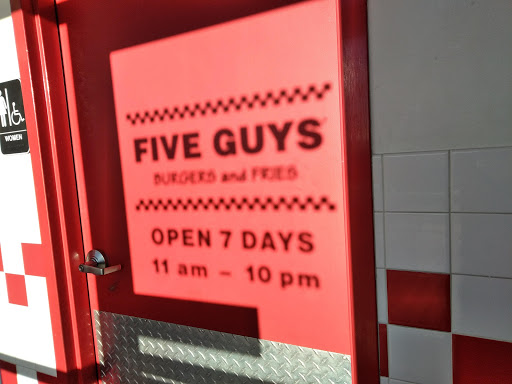 WOMEN
FIVE GUYS
BURGERS and FRIES
OPEN 7 DAYS
11 am – 10 pm